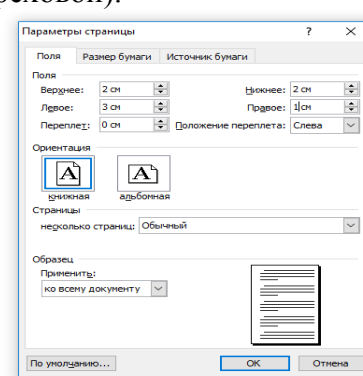 Параметры страницы ? ×
Поля Размер бумаги Источник бумаги
Поля
Верхнее: 2 см Нижнее: 2 см
Левое: 3 см Правое: 1 см
Переплет: 0 см Положение переплета: Слева
Ориентация
A A
книжная альбомная
Страницы
несколько страниц: Обычный
Образец
Применить:
ко всему документу
По умолчанию... ОК Отмена